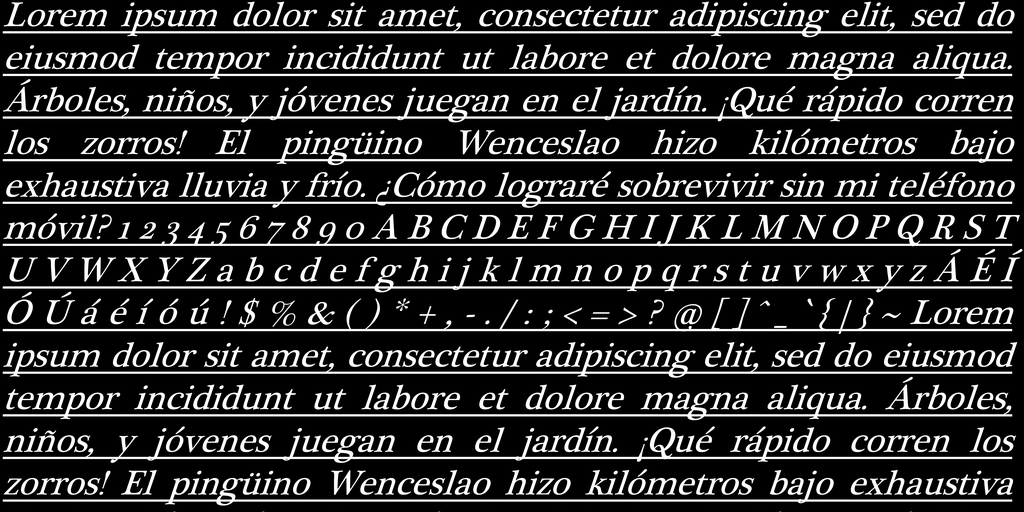 Lorem ipsum dolor sit amet, consectetur adipiscing elit, sed do
eiusmod tempor incididunt ut labore et dolore magna aliqua.
Árboles, niños, y jóvenes juegan en el jardín. ¡Qué rápido corren
los zorros! El pingüino Wenceslao hizo kilómetros bajo
exhaustiva lluvia y frío. ¿Cómo lograré sobrevivir sin mi teléfono
móvil? 1 2 3 4 5 6 7 8 9 0 A B C D E F G H I J K L M N O P Q R S T
U V W X Y Z a b c d e f g h i j k l m n o p q r s t u v w x y z Á É Í
Ó Ú á é í ó ú ! $ % & ( ) * + , - . / : ; < = > ? @ [ ] ^ _ ` { | } ~ Lorem
ipsum dolor sit amet, consectetur adipiscing elit, sed do eiusmod
tempor incididunt ut labore et dolore magna aliqua. Árboles,
niños, y jóvenes juegan en el jardín. ¡Qué rápido corren los
zorros! El pingüino Wenceslao hizo kilómetros bajo exhaustiva